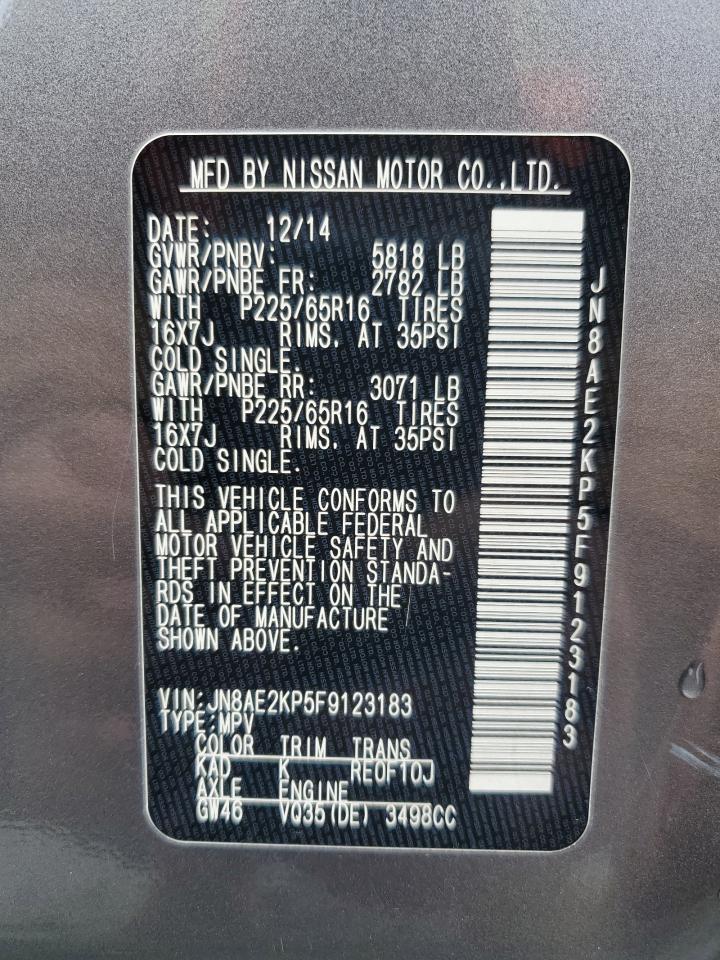 MFD BY NISSAN MOTOR CO.,LTD.
DATE: 12/14
GVWR/PNBV: 5818 LB
GAWR/PNBE FR: 2782 LB
WITH P225/65R16 TIRES
16X7J RIMS, AT 35PSI
COLD SINGLE.
GAWR/PNBE RR: 3071 LB
WITH P225/65R16 TIRES
16X7J RIMS, AT 35PSI
COLD SINGLE.
THIS VEHICLE CONFORMS TO
ALL APPLICABLE FEDERAL
MOTOR VEHICLE SAFETY AND
THEFT PREVENTION STANDA-
RDS IN EFFECT ON THE
DATE OF MANUFACTURE
SHOWN ABOVE.
VIN:JN8AE2KP5F9123183
TYPE:MPV
COLOR TRIM TRANS
KAD K RE0F10J
AXLE ENGINE
GW46 VQ35(DE) 3498CC
JN8AE2KP5F9123183